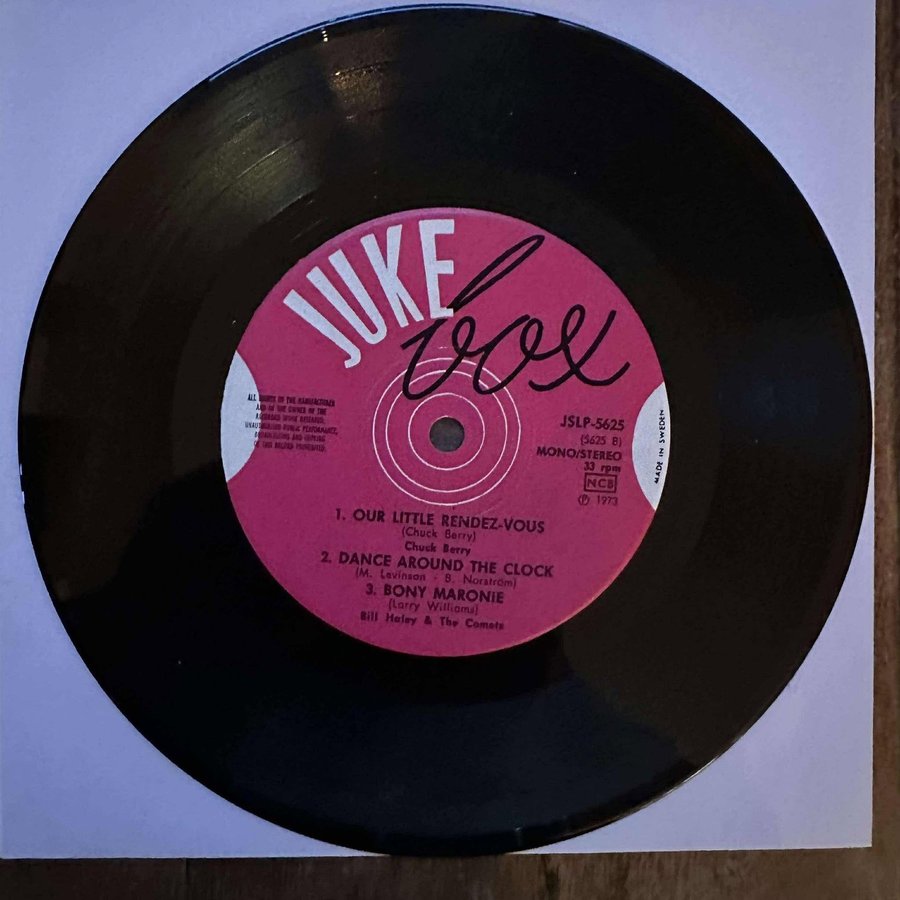 JUKE
box
ALL RIGHTS OF THE MANUFACTURER
AND OF THE OWNER OF THE
RECORDED WORK RESERVED.
UNAUTHORISED PUBLIC PERFORMANCE,
BROADCASTING AND COPYING
OF THIS RECORD PROHIBITED.
JSLP-5625
(5625 B)
MONO/STEREO
33 rpm
NCB
Ⓟ 1973
MADE IN SWEDEN
1. OUR LITTLE RENDEZ-VOUS
(Chuck Berry)
Chuck Berry
2. DANCE AROUND THE CLOCK
(M. Levinson - B. Norström)
3. BONY MARONIE
(Larry Williams)
Bill Haley & The Comets